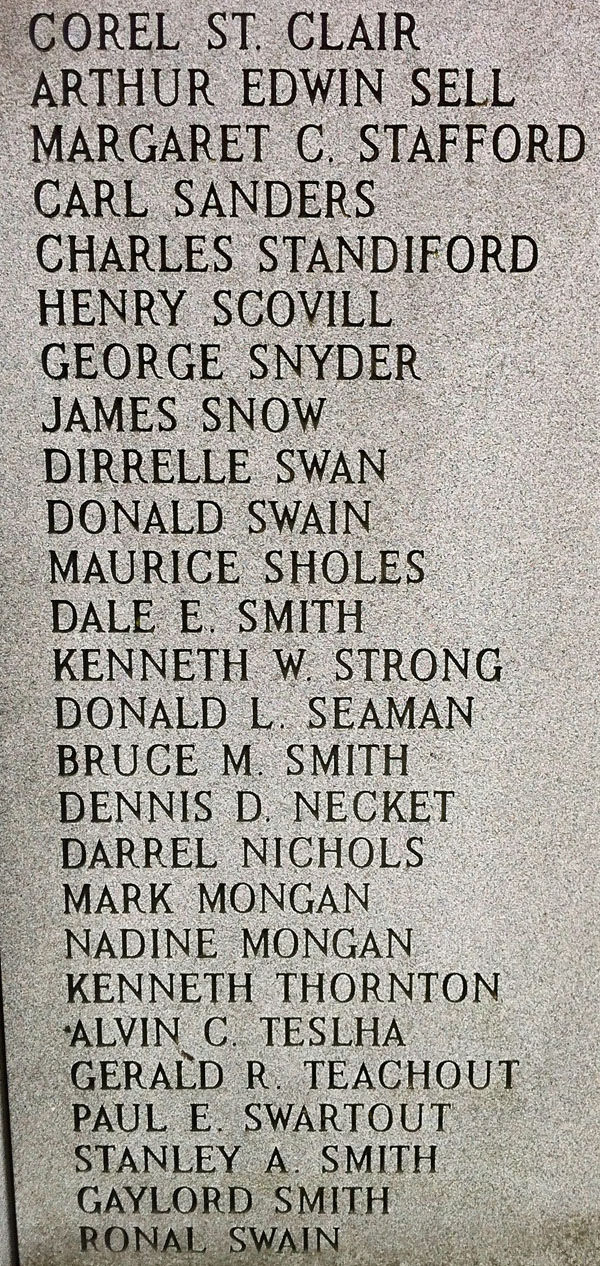 COREL ST. CLAIR
ARTHUR EDWIN SELL
MARGARET C. STAFFORD
CARL SANDERS
CHARLES STANDIFORD
HENRY SCOVILL
GEORGE SNYDER
JAMES SNOW
DIRRELLE SWAN
DONALD SWAIN
MAURICE SHOLES
DALE E. SMITH
KENNETH W. STRONG
DONALD L. SEAMAN
BRUCE M. SMITH
DENNIS D. NECKET
DARREL NICHOLS
MARK MONGAN
NADINE MONGAN
KENNETH THORNTON
ALVIN C. TESLHA
GERALD R. TEACHOUT
PAUL E. SWARTOUT
STANLEY A. SMITH
GAYLORD SMITH
RONAL SWAIN